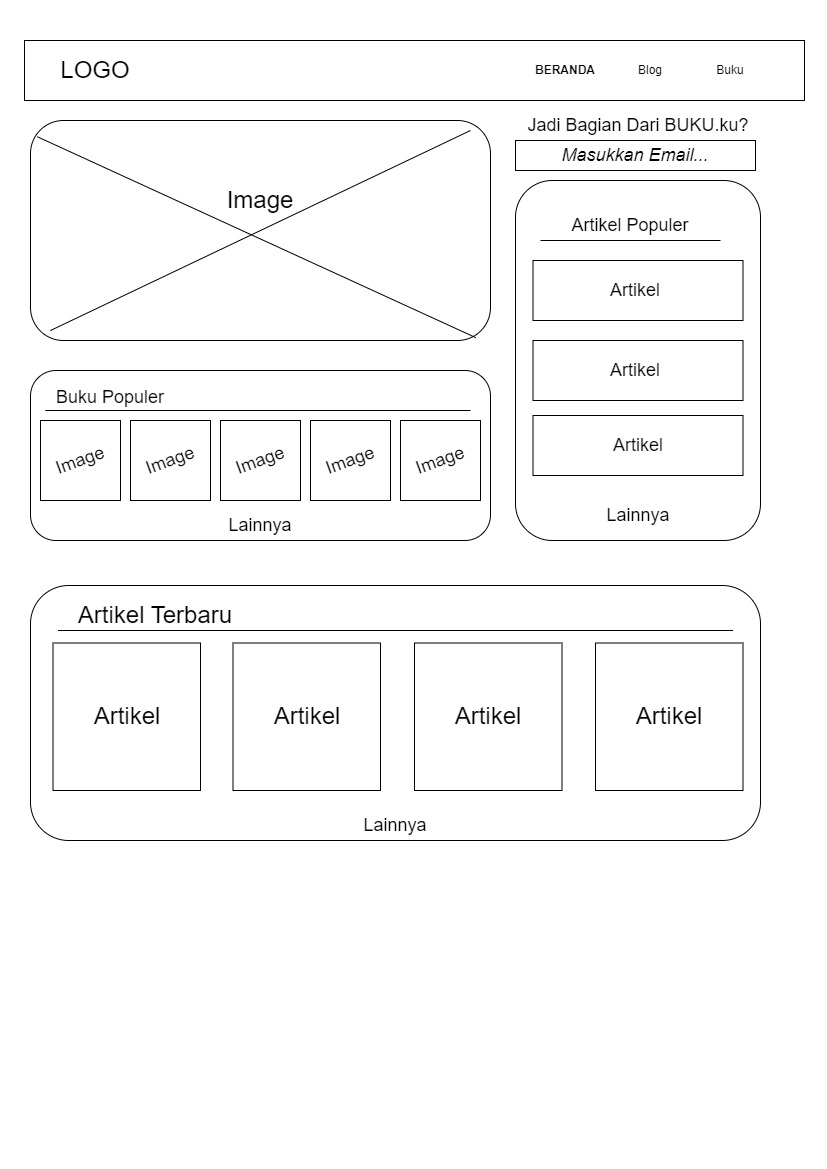 LOGO
BERANDA
Blog
Buku
Image
Jadi Bagian Dari BUKU.ku?
Masukkan Email...
Artikel Populer
Artikel
Artikel
Artikel
Lainnya
Buku Populer
Image
Image
Image
Image
Image
Lainnya
Artikel Terbaru
Artikel
Artikel
Artikel
Artikel
Lainnya